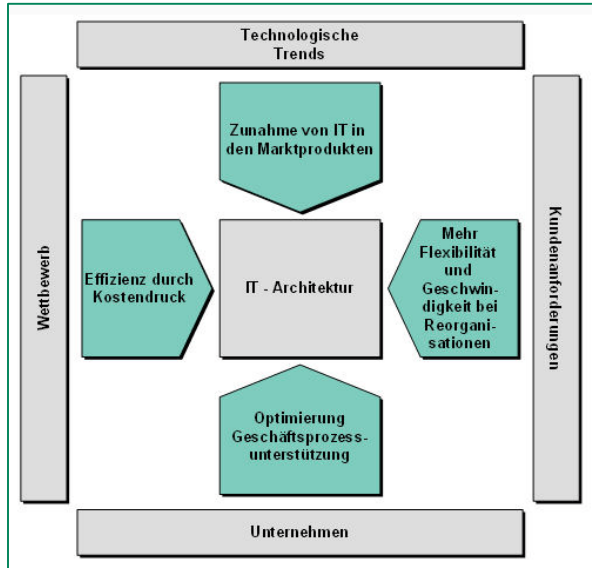 Technologische
Trends
Zunahme von IT in
den Marktprodukten
Wettbewerb
Effizienz durch
Kostendruck
IT - Architektur
Mehr
Flexibilität
und
Geschwin-
digkeit bei
Reorgani-
sationen
Kundenanforderungen
Optimierung
Geschäftsprozess-
unterstützung
Unternehmen